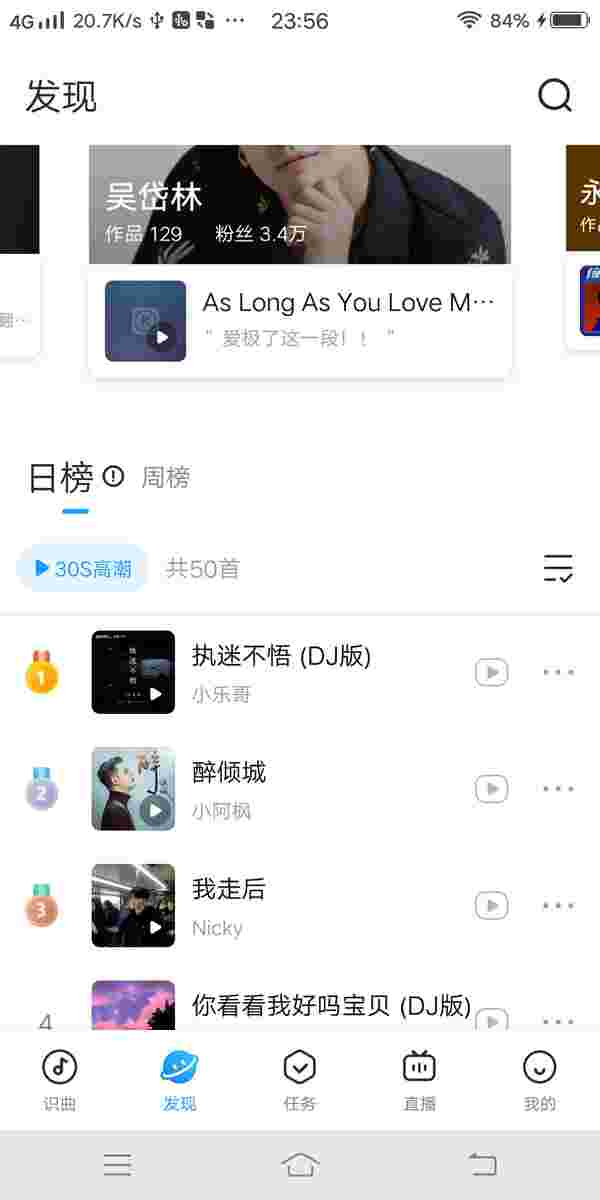 4G 20.7K/s ··· 23:56 84%
发现
吴岱林
作品 129 粉丝 3.4万
As Long As You Love M···
" 爱极了这一段！！ "
翻···
永
作
日榜 周榜
30S高潮 共50首
1 执迷不悟 (DJ版)
小乐哥
2 醉倾城
小阿枫
3 我走后
Nicky
4 你看看我好吗宝贝 (DJ版)
识曲 发现 任务 直播 我的